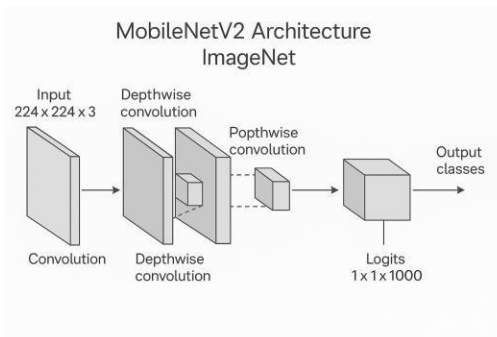 MobileNetV2 Architecture
ImageNet
Input
224 x 224 x 3
Depthwise
convolution
Popthwise
convolution
Output
classes
Convolution
Depthwise
convolution
Logits
1 x 1 x 1000